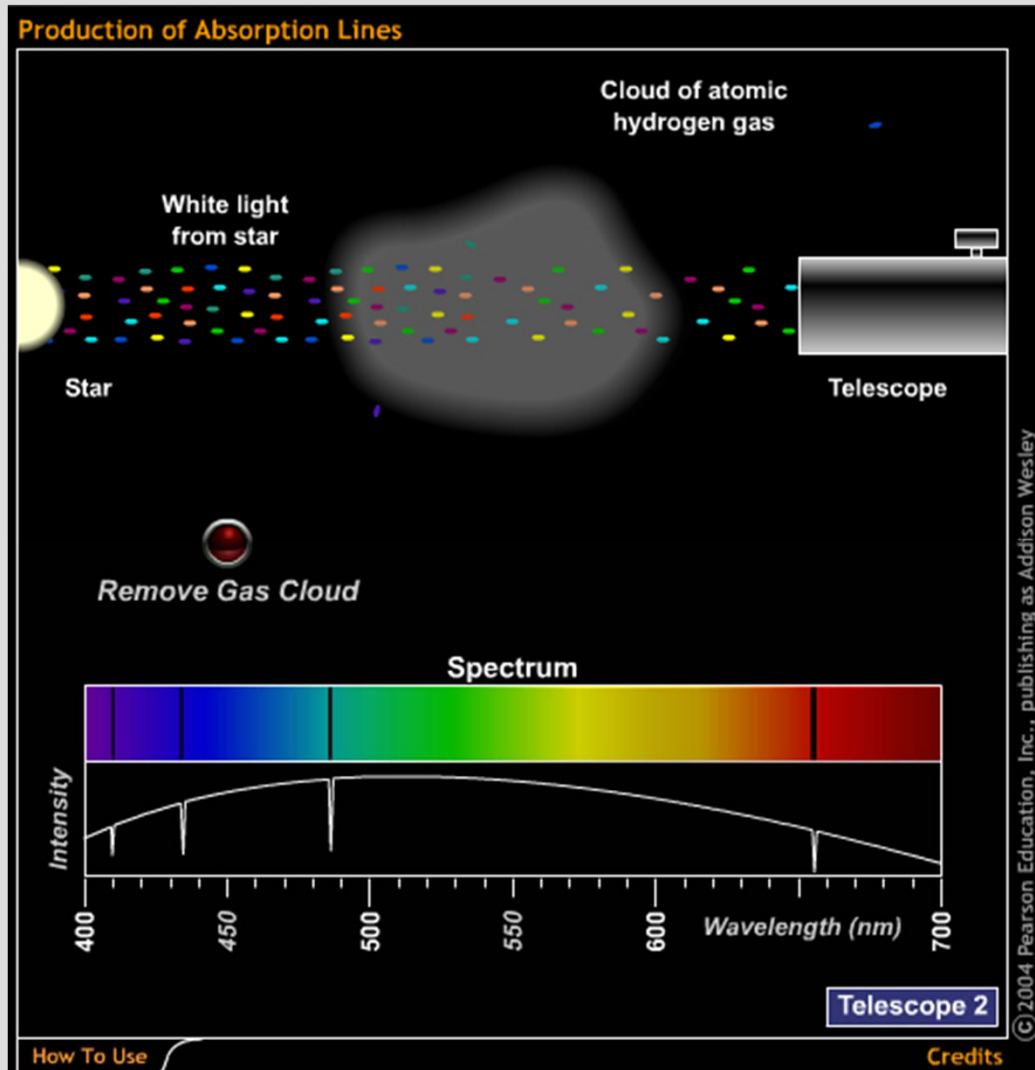 Production of Absorption Lines
Cloud of atomic
hydrogen gas
White light
from star
Star
Telescope
Remove Gas Cloud
Spectrum
Intensity
400
450
500
550
600
Wavelength (nm)
700
Telescope 2
How To Use
Credits
©2004 Pearson Education, Inc., publishing as Addison Wesley